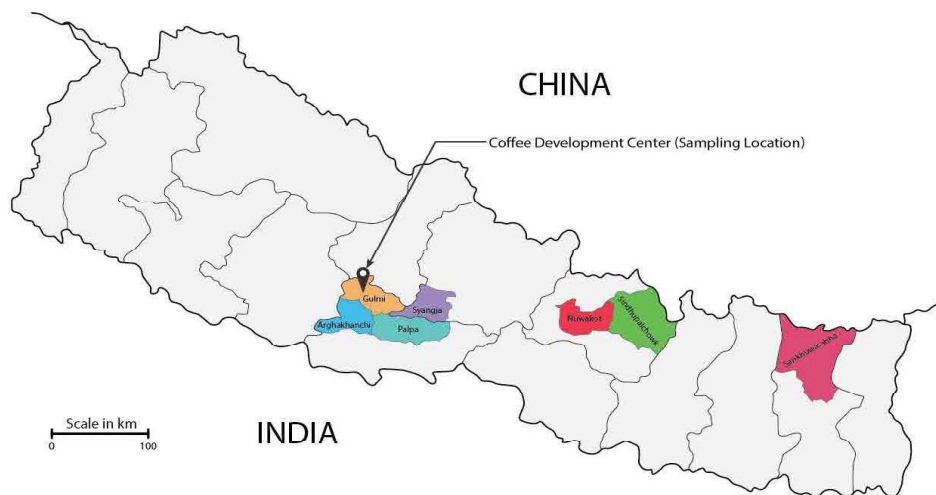 CHINA
Coffee Development Center (Sampling Location)
Gulmi
Syangja
Arghakhanchi
Palpa
Nuwakot
Sindhupalchowk
Sankhuwasabha
Scale in km
0 100
INDIA